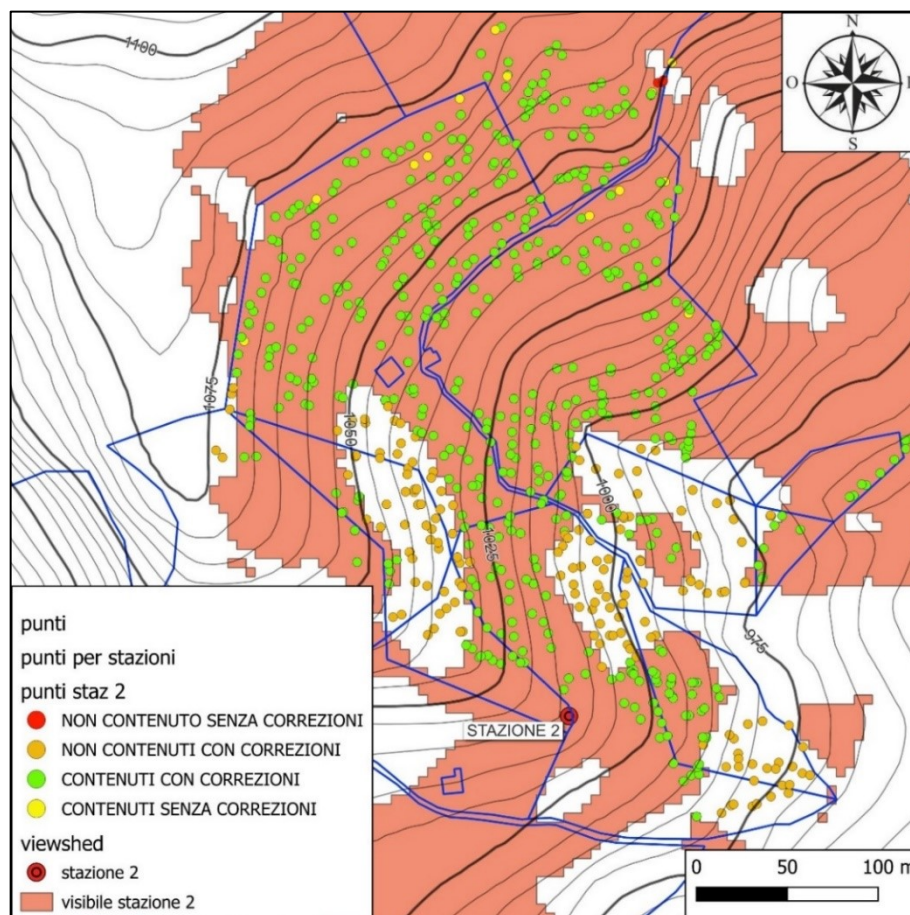 1100
N
O
E
S
1075
1050
1025
1000
975
STAZIONE 2
punti
punti per stazioni
punti staz 2
NON CONTENUTO SENZA CORREZIONI
NON CONTENUTI CON CORREZIONI
CONTENUTI CON CORREZIONI
CONTENUTI SENZA CORREZIONI
viewshed
stazione 2
visibile stazione 2
0 50 100 m